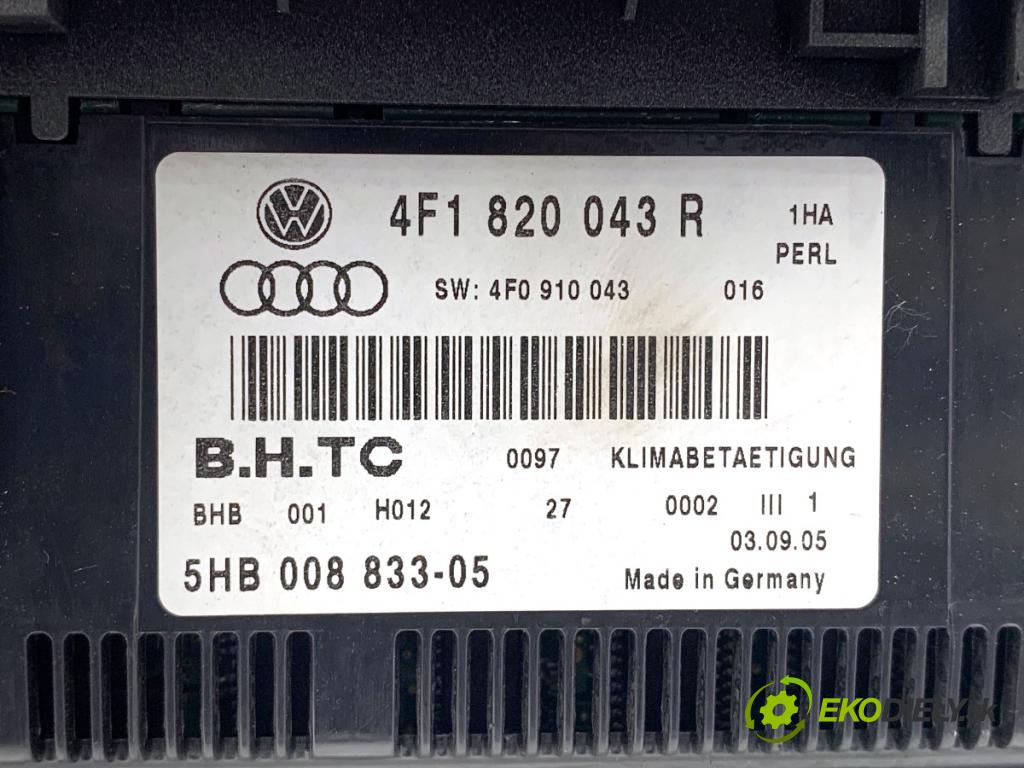 4F1 820 043 R 1HA
PERL
SW: 4F0 910 043 016
B.H.TC 0097 KLIMABETAETIGUNG
BHB 001 H012 27 0002 III 1
03.09.05
5HB 008 833-05 Made in Germany
EKODIELY.SK